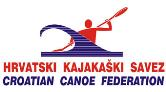 HRVATSKI KAJAKAŠKI SAVEZ
CROATIAN CANOE FEDERATION